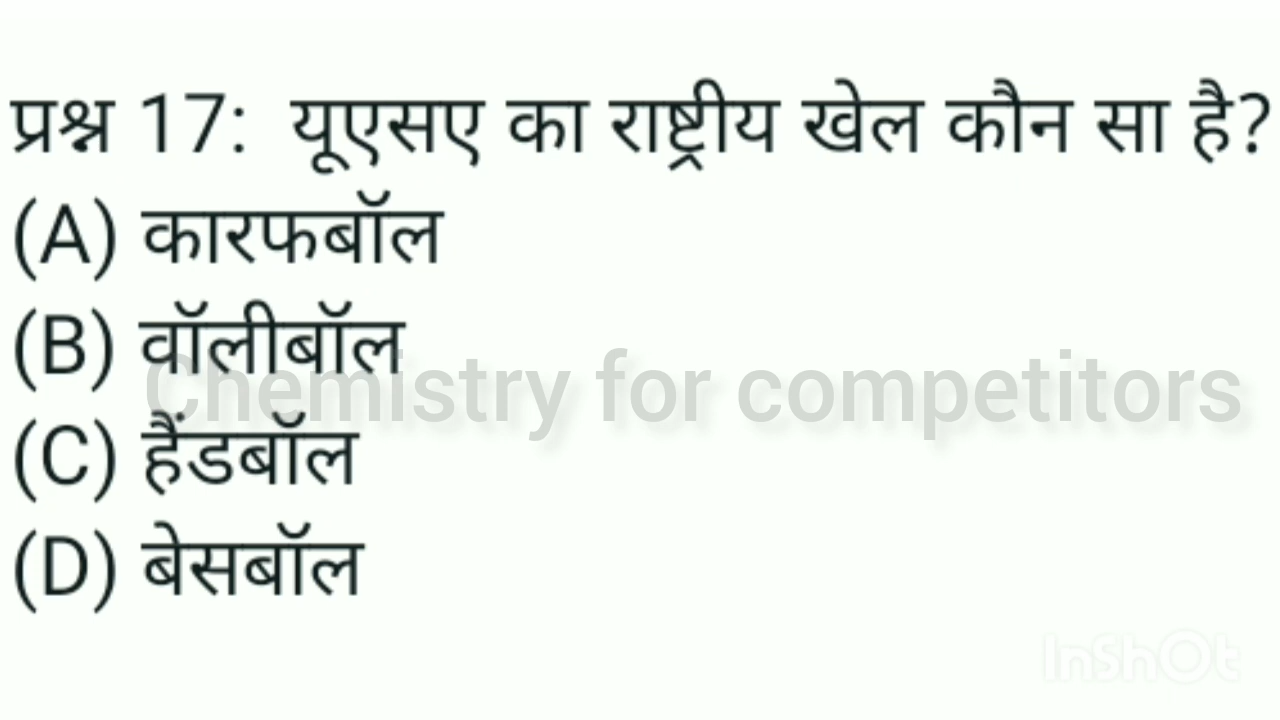 प्रश्न 17: यूएसए का राष्ट्रीय खेल कौन सा है?
(A) कारफबॉल
(B) वॉलीबॉल
Chemistry for competitors
(C) हैंडबॉल
(D) बेसबॉल
InShOt